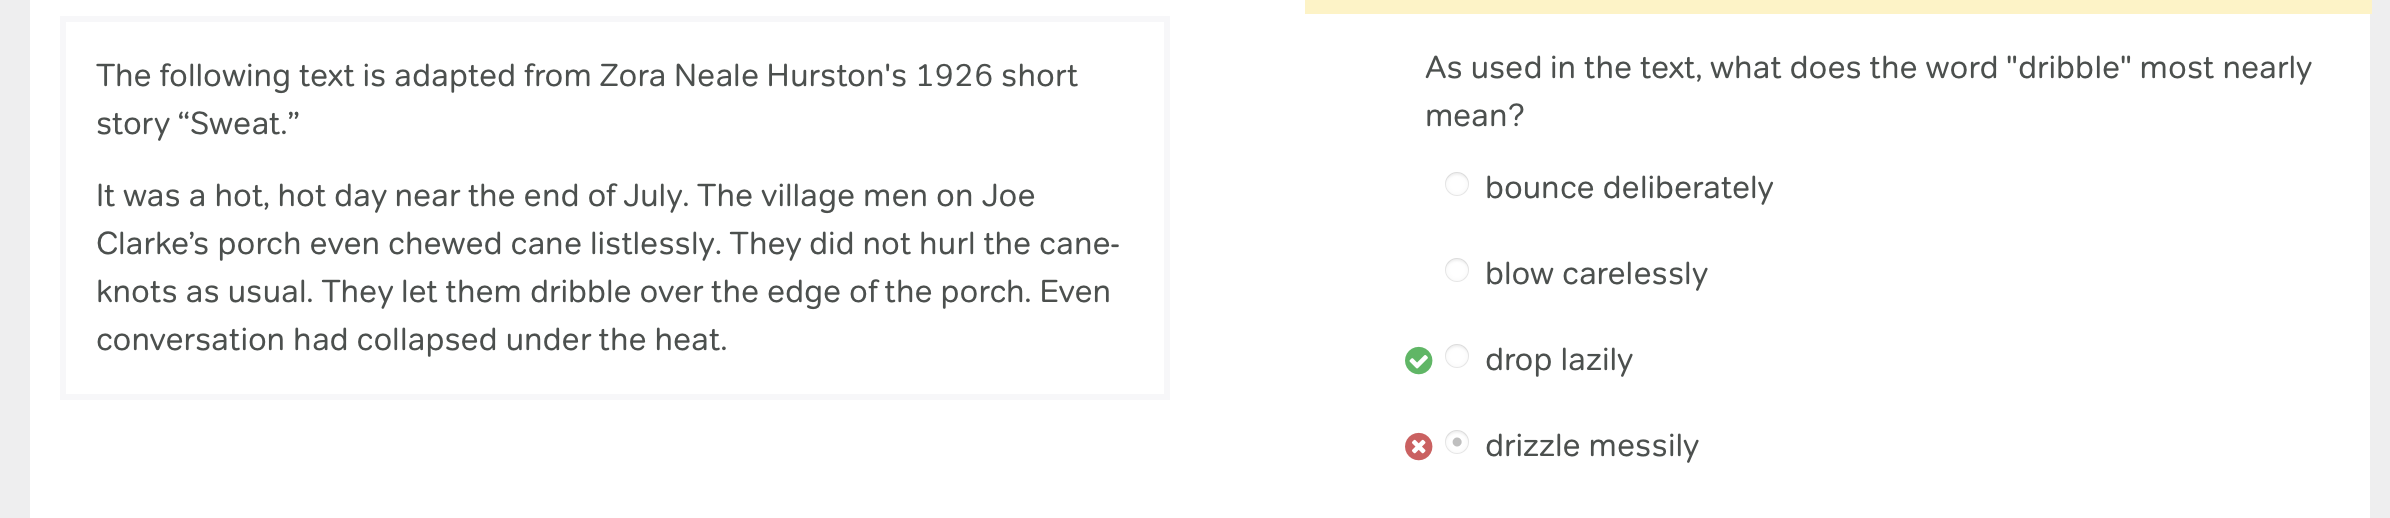 The following text is adapted from Zora Neale Hurston's 1926 short
story “Sweat.”
It was a hot, hot day near the end of July. The village men on Joe
Clarke’s porch even chewed cane listlessly. They did not hurl the cane-
knots as usual. They let them dribble over the edge of the porch. Even
conversation had collapsed under the heat.
As used in the text, what does the word "dribble" most nearly
mean?
bounce deliberately
blow carelessly
drop lazily
drizzle messily